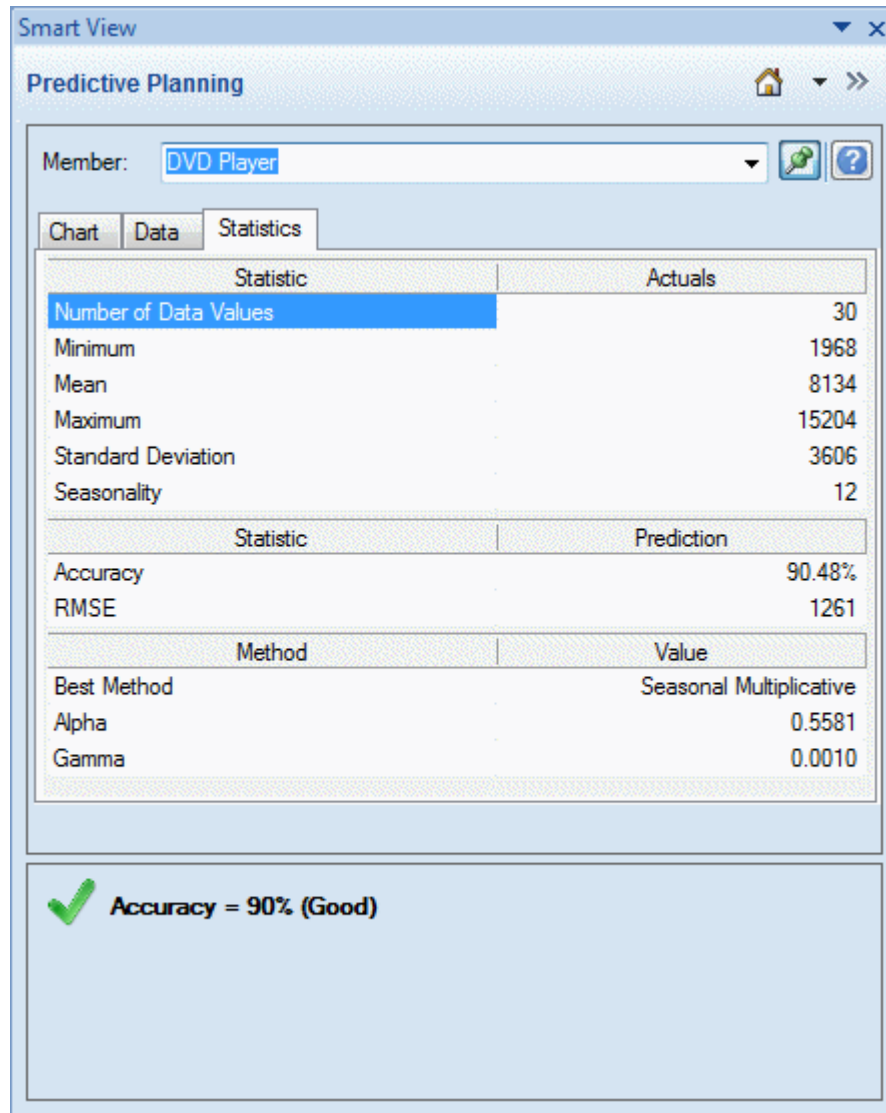 Smart View
Predictive Planning
Member: DVD Player
Chart Data Statistics
Statistic Actuals
Number of Data Values 30
Minimum 1968
Mean 8134
Maximum 15204
Standard Deviation 3606
Seasonality 12
Statistic Prediction
Accuracy 90.48%
RMSE 1261
Method Value
Best Method Seasonal Multiplicative
Alpha 0.5581
Gamma 0.0010
Accuracy = 90% (Good)